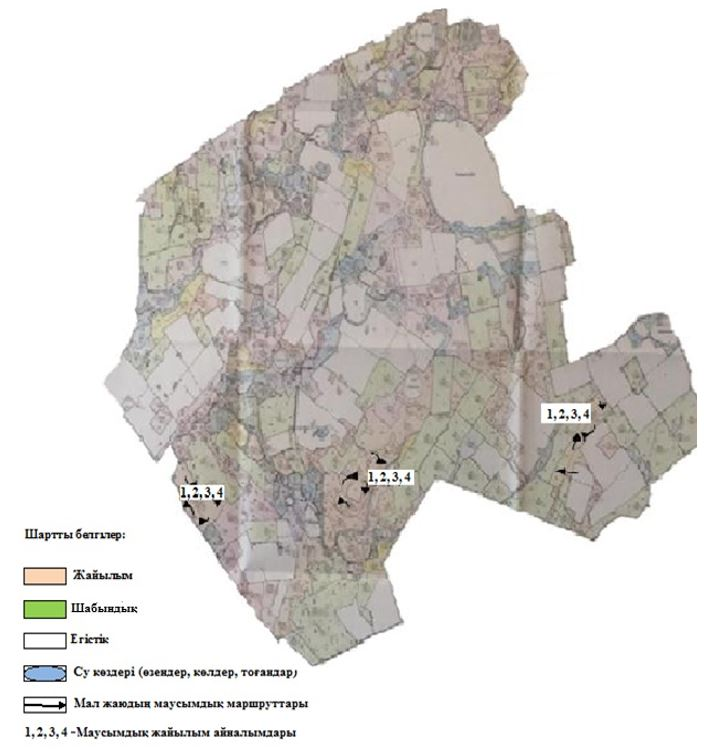 1, 2, 3, 4
1, 2, 3, 4
1, 2, 3, 4
Шартты белгілер:
Жайылым
Шабындық
Егістік
Су көздері (өзендер, көлдер, тоғандар)
Мал жаюдың маусымдық маршруттары
1, 2, 3, 4 -Маусымдық жайылым айналымдары